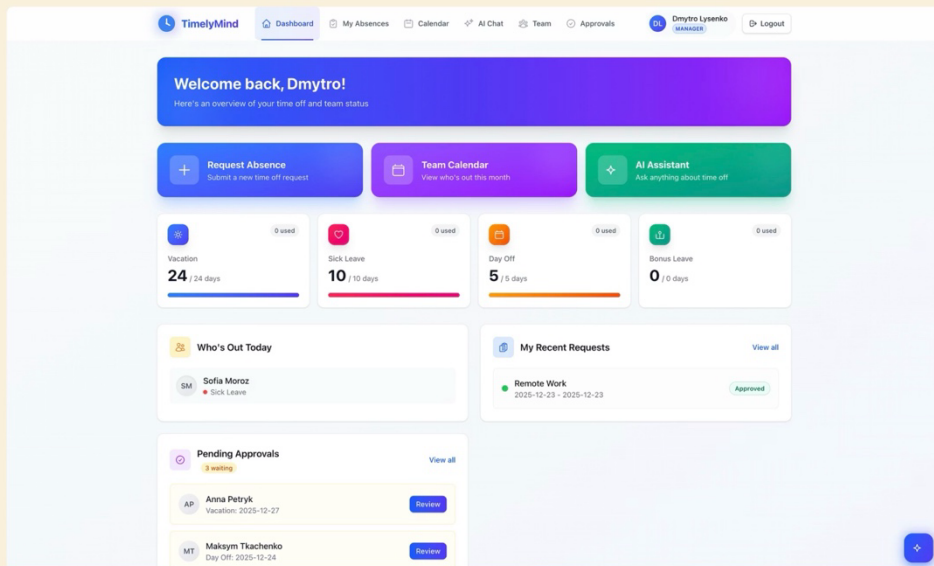 TimelyMind
Dashboard
My Absences
Calendar
AI Chat
Team
Approvals
DL
Dmytro Lysenko
MANAGER
Logout
Welcome back, Dmytro!
Here's an overview of your time off and team status
Request Absence
Submit a new time off request
Team Calendar
View who's out this month
AI Assistant
Ask anything about time off
0 used
Vacation
24 / 24 days
0 used
Sick Leave
10 / 10 days
0 used
Day Off
5 / 5 days
0 used
Bonus Leave
0 / 0 days
Who's Out Today
SM
Sofia Moroz
Sick Leave
My Recent Requests
View all
Remote Work
2025-12-23 - 2025-12-23
Approved
Pending Approvals
3 waiting
View all
AP
Anna Petryk
Vacation: 2025-12-27
Review
MT
Maksym Tkachenko
Day Off: 2025-12-24
Review